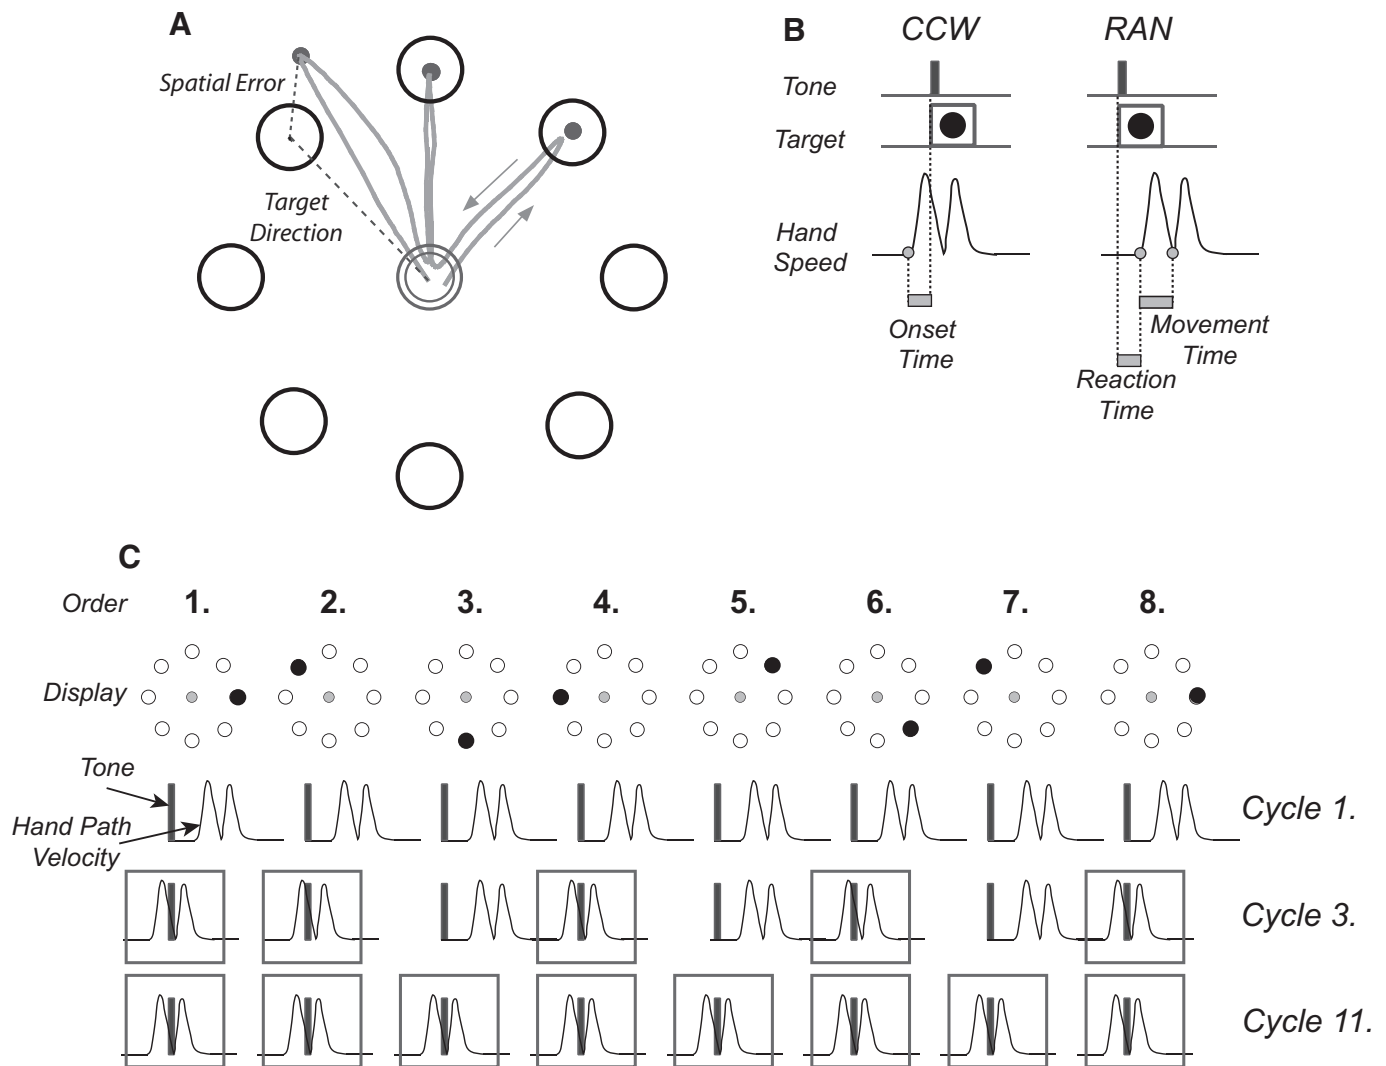 A
Spatial Error
Target
Direction
B
CCW
RAN
Tone
Target
Hand
Speed
Onset
Time
Movement
Time
Reaction
Time
C
Order 1. 2. 3. 4. 5. 6. 7. 8.
Display
Tone
Hand Path
Velocity
Cycle 1.
Cycle 3.
Cycle 11.